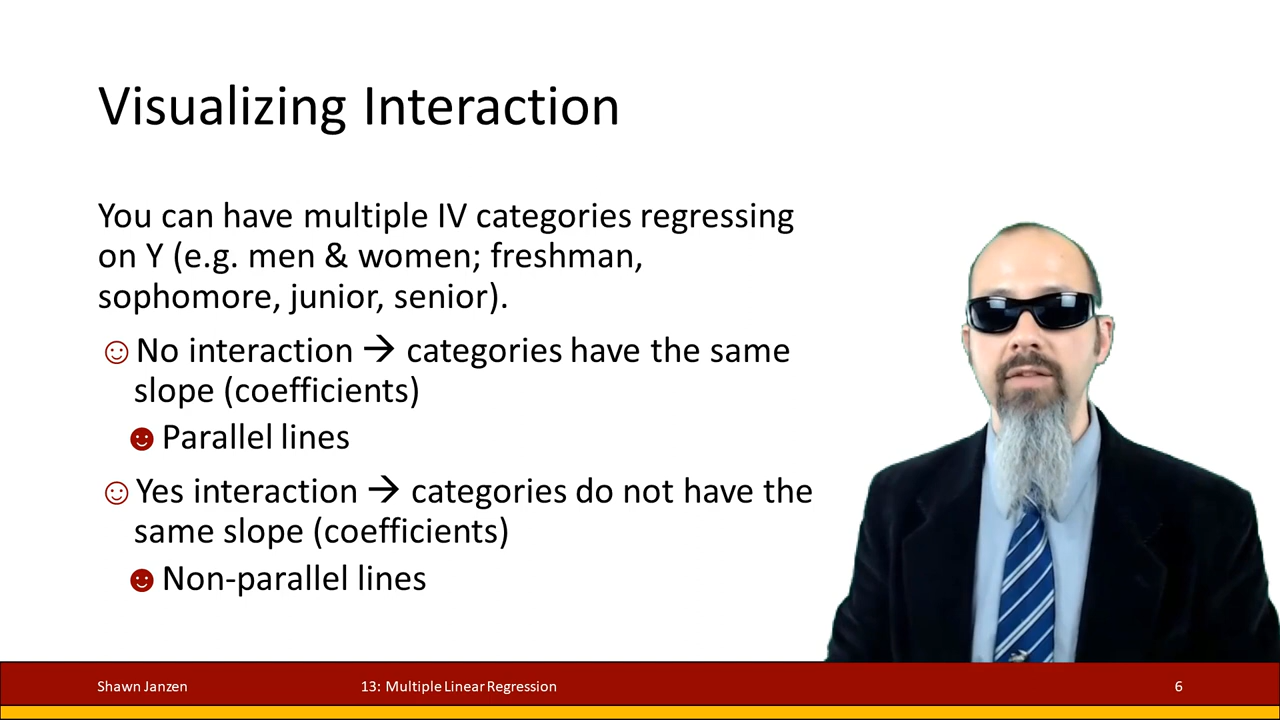 Visualizing Interaction
You can have multiple IV categories regressing
on Y (e.g. men & women; freshman,
sophomore, junior, senior).
☺No interaction → categories have the same
slope (coefficients)
☻Parallel lines
☺Yes interaction → categories do not have the
same slope (coefficients)
☻Non-parallel lines
Shawn Janzen
13: Multiple Linear Regression
6